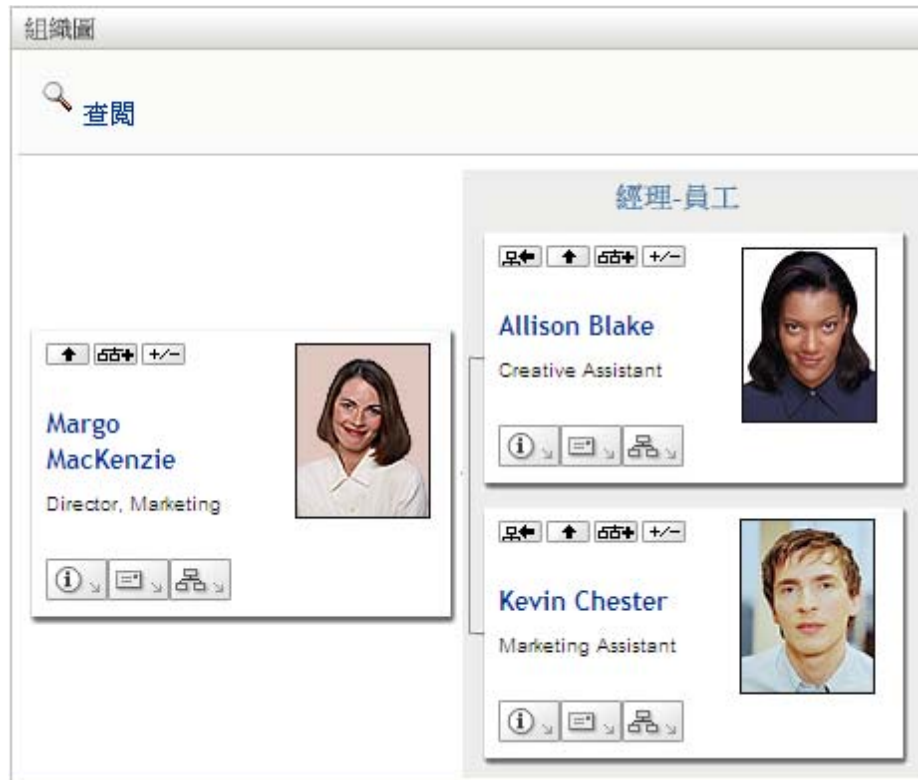 組織圖
查閱
經理-員工
+/-
Margo
MacKenzie
Director, Marketing
+/-
Allison Blake
Creative Assistant
+/-
Kevin Chester
Marketing Assistant